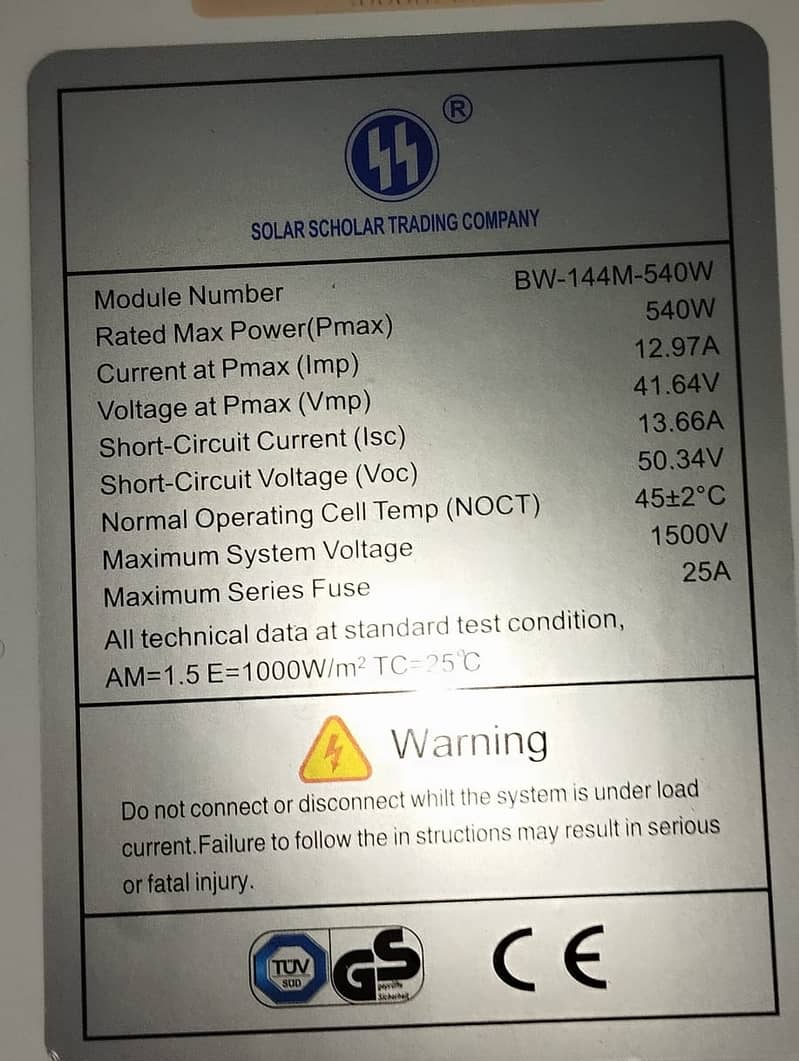 ®
SOLAR SCHOLAR TRADING COMPANY
Module Number BW-144M-540W
Rated Max Power(Pmax) 540W
Current at Pmax (Imp) 12.97A
Voltage at Pmax (Vmp) 41.64V
Short-Circuit Current (Isc) 13.66A
Short-Circuit Voltage (Voc) 50.34V
Normal Operating Cell Temp (NOCT) 45±2°C
Maximum System Voltage 1500V
Maximum Series Fuse 25A
All technical data at standard test condition,
AM=1.5 E=1000W/m² TC=25℃
Warning
Do not connect or disconnect whilt the system is under load
current.Failure to follow the in structions may result in serious
or fatal injury.
TÜV
SÜD
GS
geprüfte
Sicherheit
CE